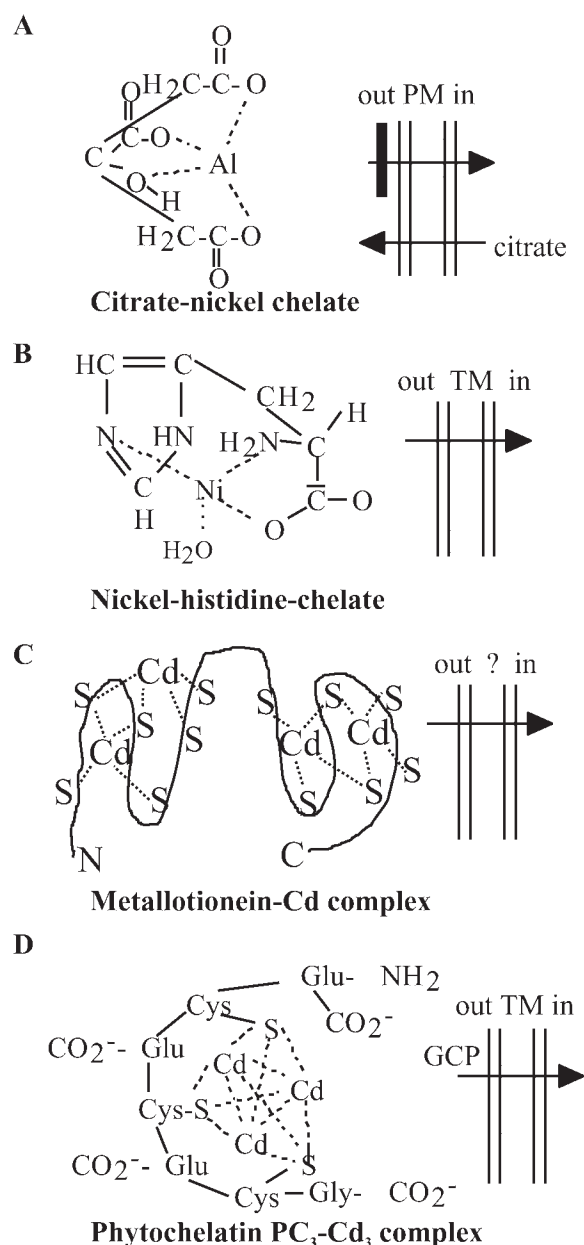 A
O
H₂C-C-O
out PM in
O
C-O
C
Al
O
H
H₂C-C-O
citrate
O
Citrate-nickel chelate
B
HC C
CH₂
H
out TM in
N HN H₂N C
C Ni C-O
H O
H₂O
Nickel-histidine-chelate
C
out ? in
S Cd S S S S
S S Cd Cd
Cd S
S S S S
N C
Metallotionein-Cd complex
D
Glu- NH₂
Cys
CO₂⁻
out TM in
S
CO₂⁻- Glu
GCP
Cd
Cd
Cys-S
Cd
CO₂⁻- Glu
S
Cys Gly- CO₂⁻
Phytochelatin PC₃-Cd₃ complex